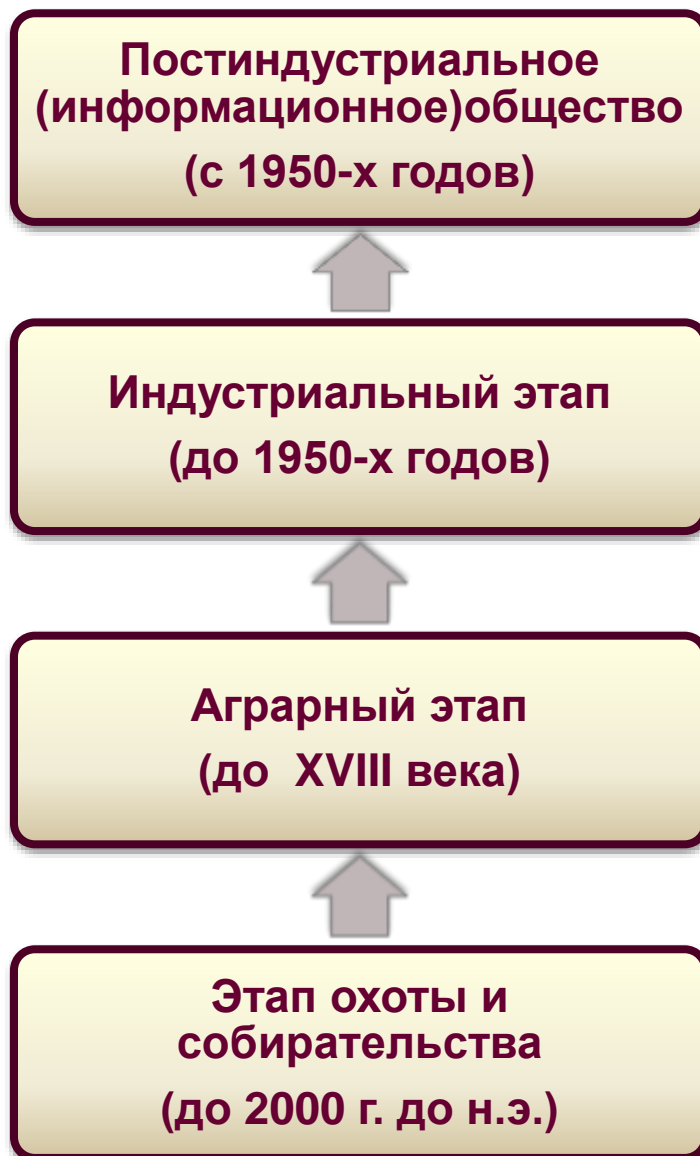 Постиндустриальное
(информационное)общество
(с 1950-х годов)
Индустриальный этап
(до 1950-х годов)
Аграрный этап
(до XVIII века)
Этап охоты и
собирательства
(до 2000 г. до н.э.)